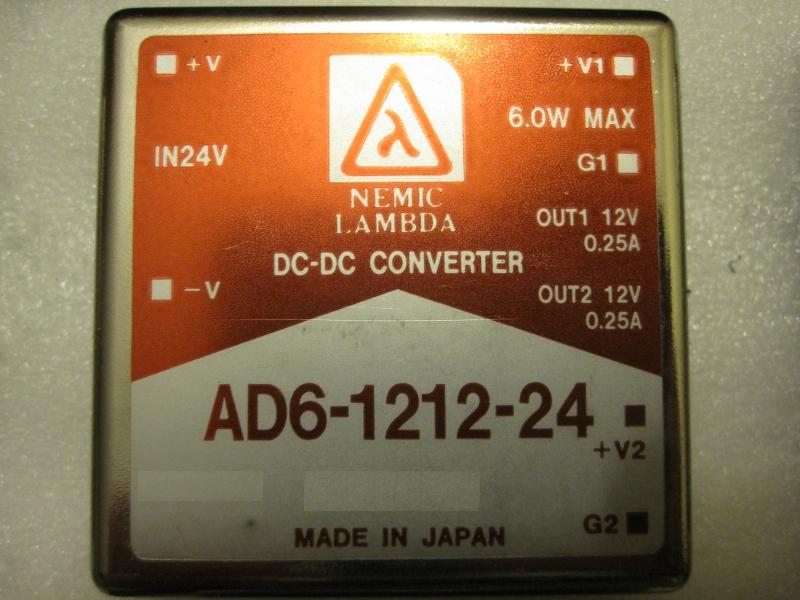 +V
+V1
6.0W MAX
IN24V
G1
λ
NEMIC
LAMBDA
OUT1 12V
0.25A
DC-DC CONVERTER
-V
OUT2 12V
0.25A
AD6-1212-24
+V2
G2
MADE IN JAPAN